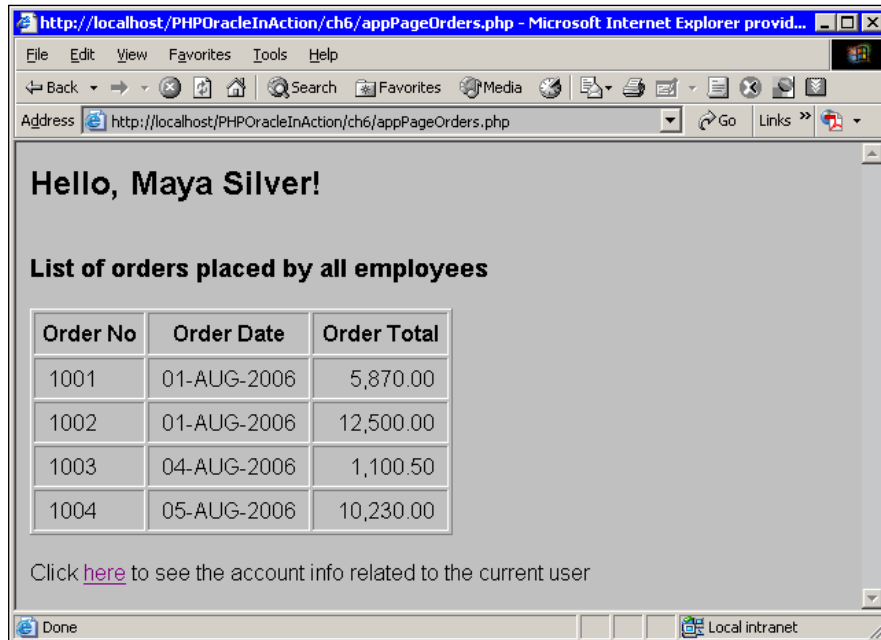 http://localhost/PHPOracleInAction/ch6/appPageOrders.php - Microsoft Internet Explorer provid...
File Edit View Favorites Tools Help
Back Search Favorites Media
Address http://localhost/PHPOracleInAction/ch6/appPageOrders.php Go Links »
Hello, Maya Silver!
List of orders placed by all employees
Order No Order Date Order Total
1001 01-AUG-2006 5,870.00
1002 01-AUG-2006 12,500.00
1003 04-AUG-2006 1,100.50
1004 05-AUG-2006 10,230.00
Click here to see the account info related to the current user
Done Local intranet